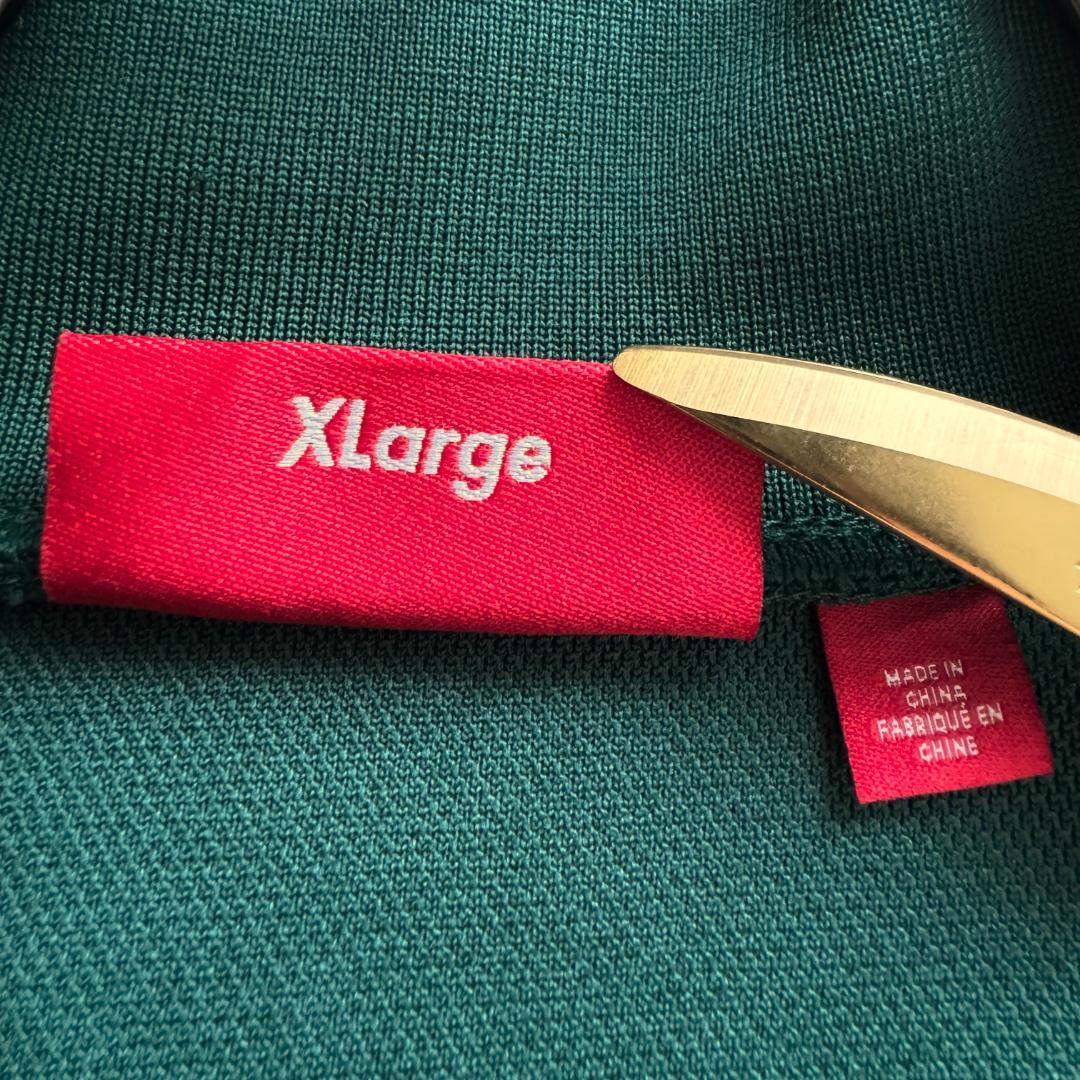 XLarge
MADE IN
CHINA
FABRIQUÉ EN
CHINE